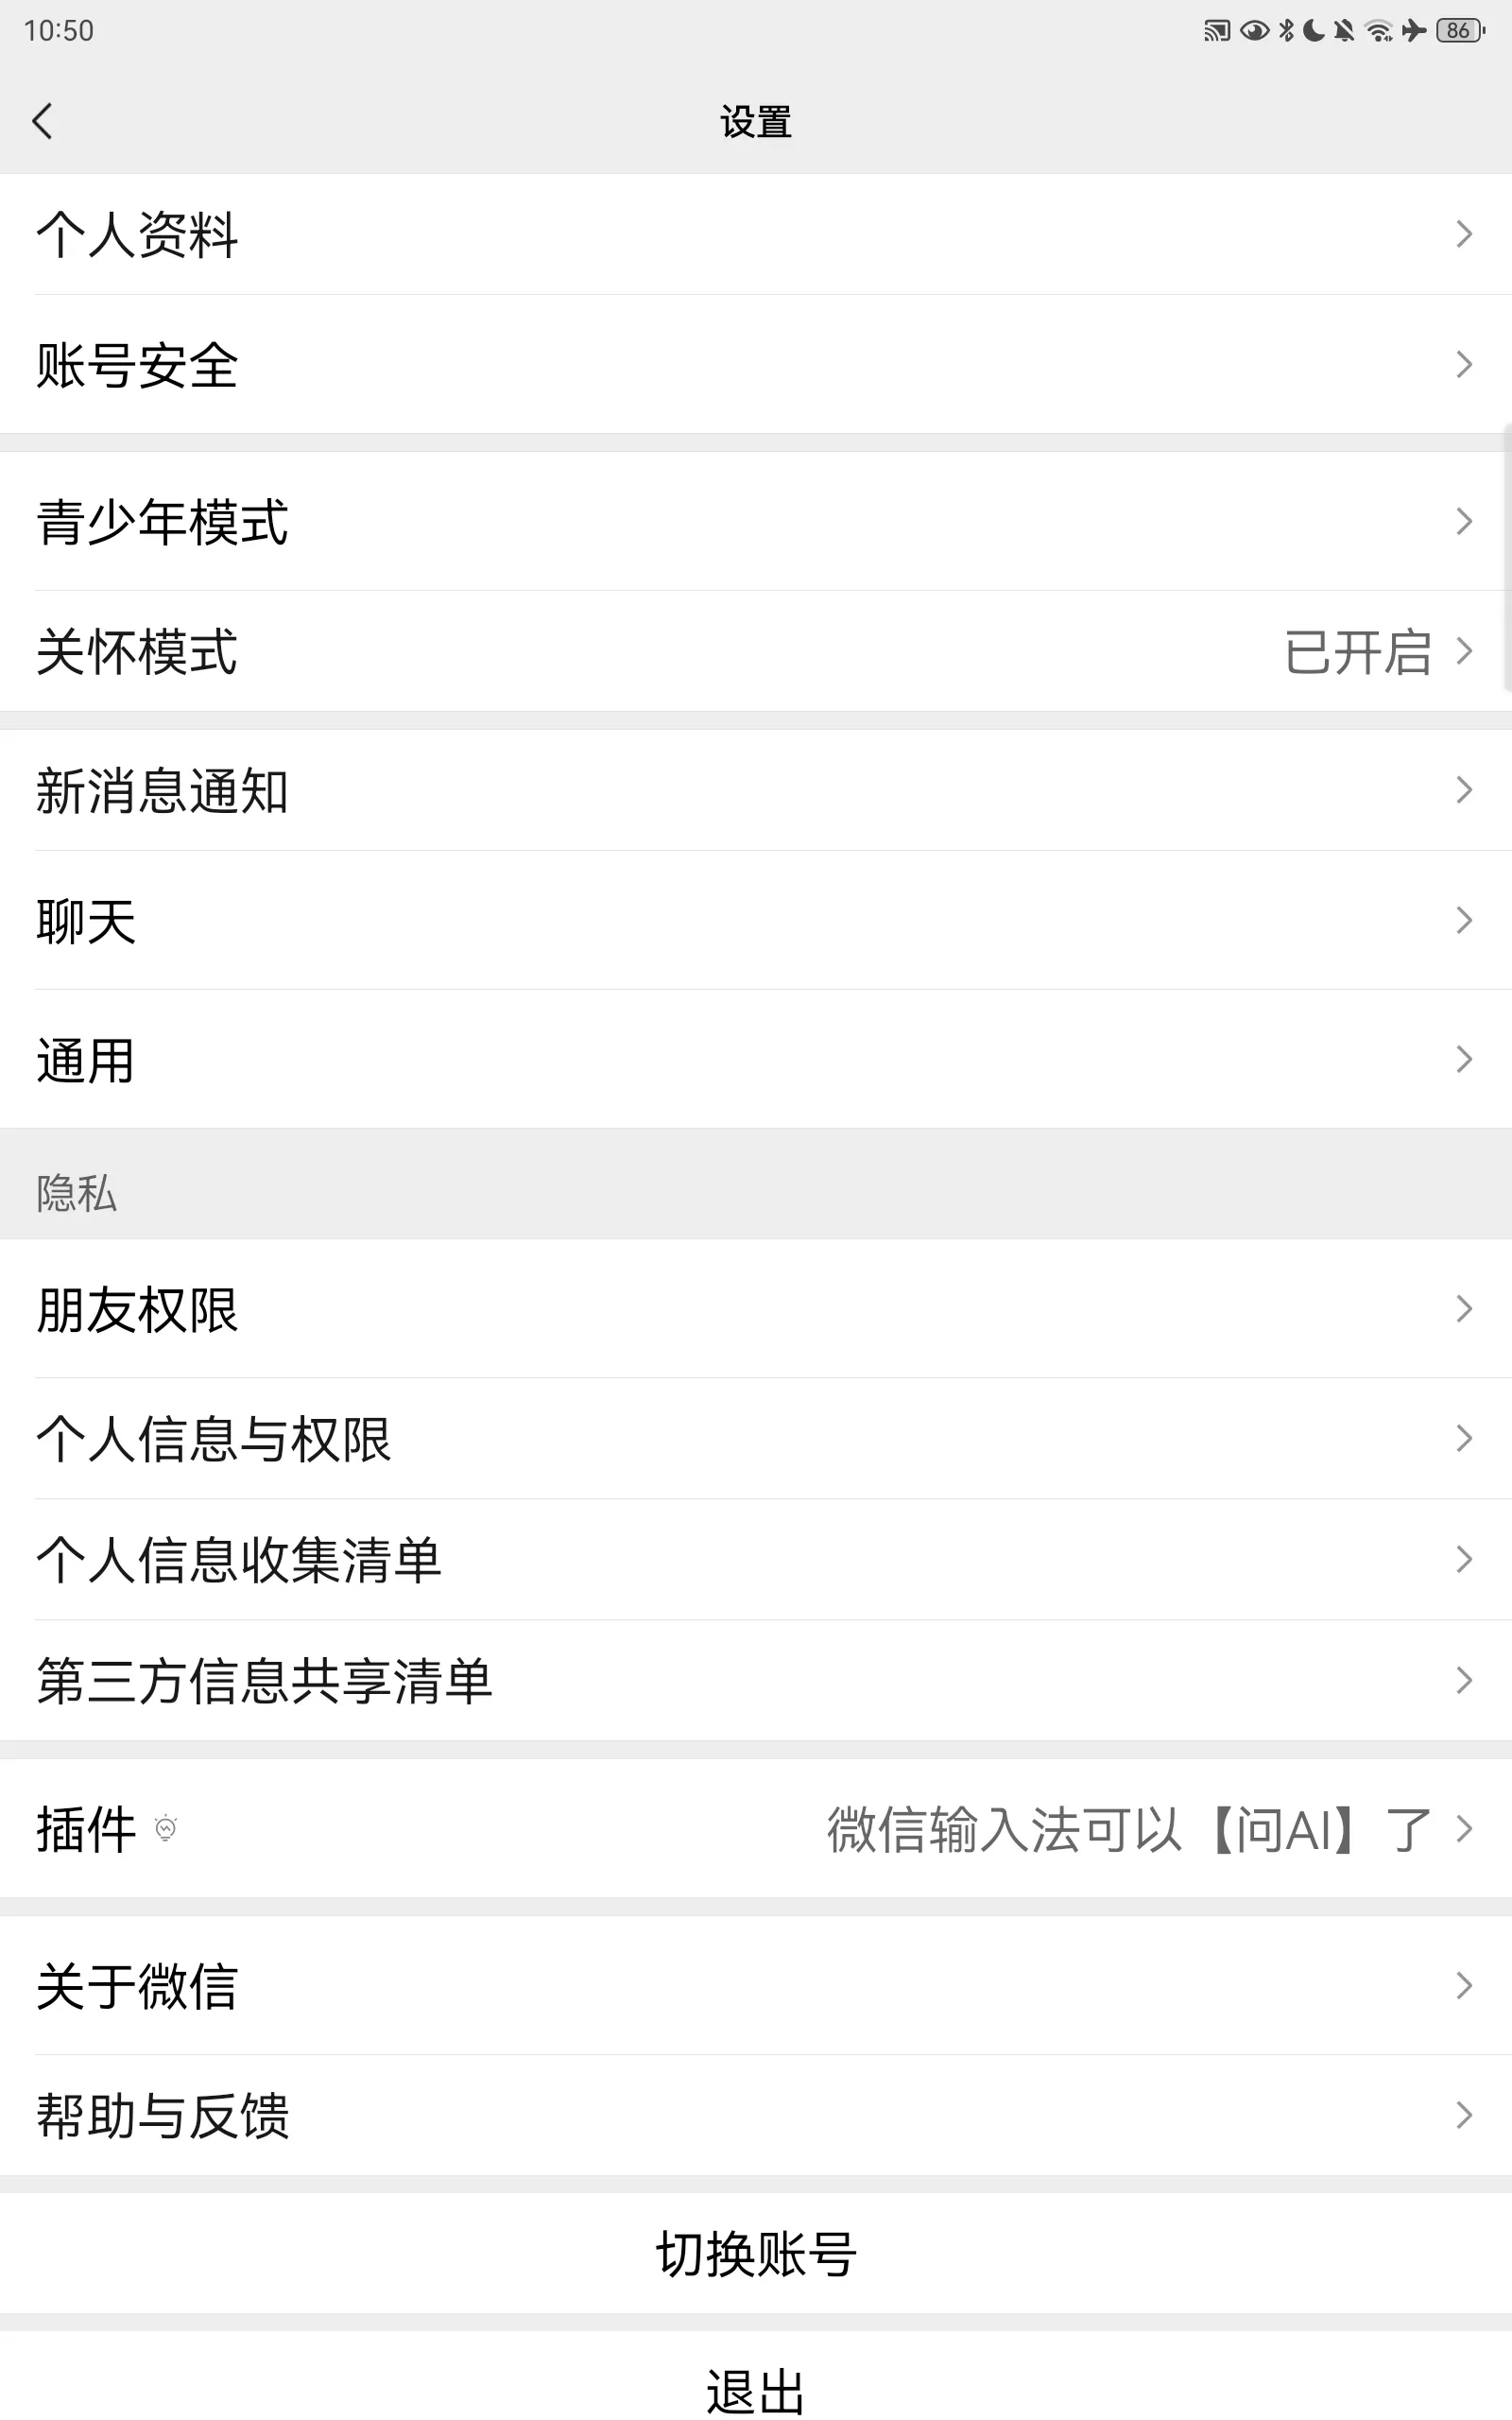 10:50
86
设置
个人资料
账号安全
青少年模式
关怀模式 已开启
新消息通知
聊天
通用
隐私
朋友权限
个人信息与权限
个人信息收集清单
第三方信息共享清单
插件 微信输入法可以【问AI】了
关于微信
帮助与反馈
切换账号
退出